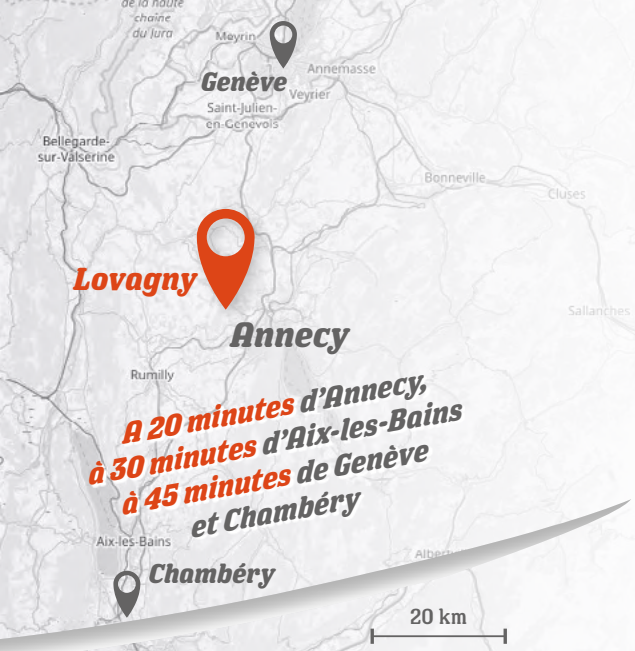 de la haute
chaîne
du Jura
Meyrin
Genève
Annemasse
Veyrier
Saint-Julien-
en-Genevois
Bellegarde-
sur-Valserine
Bonneville
Cluses
Lovagny
Sallanches
Annecy
Rumilly
A 20 minutes d'Annecy,
à 30 minutes d'Aix-les-Bains
à 45 minutes de Genève
et Chambéry
Aix-les-Bains
Chambéry
20 km